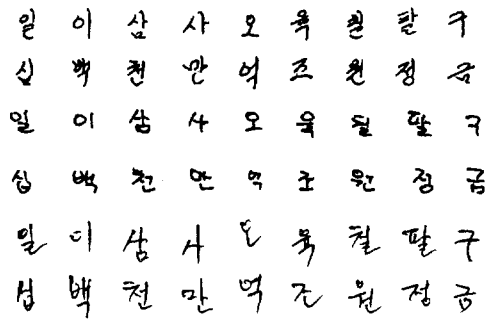 일 이 삼 사 오 육 칠 팔 구
십 백 천 만 억 조 원 정 금
일 이 삼 사 오 육 칠 팔 구
십 백 천 만 억 조 원 정 금
일 이 삼 사 오 육 칠 팔 구
십 백 천 만 억 조 원 정 금